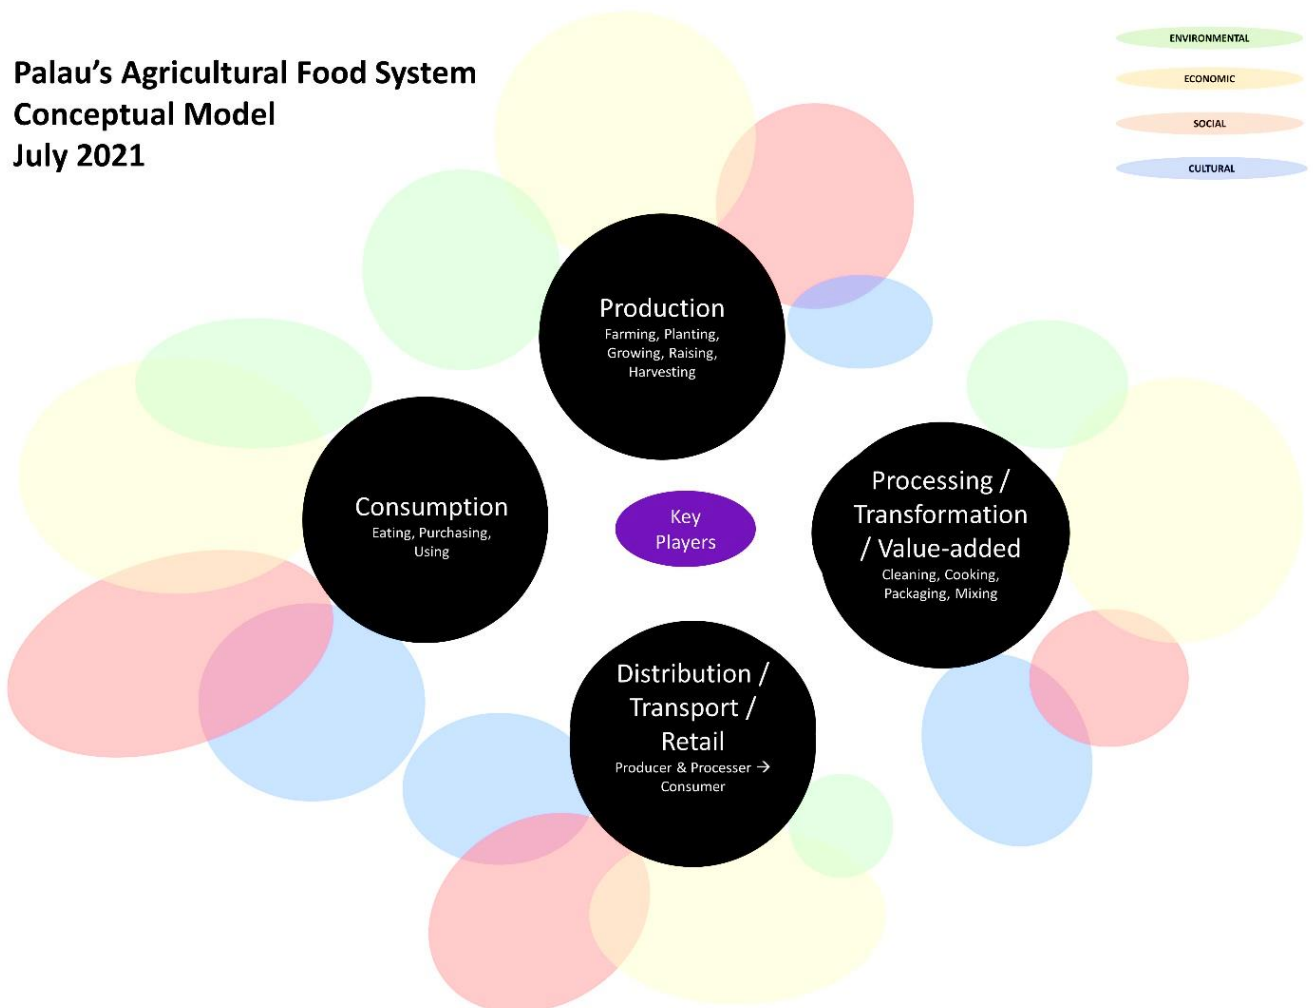 Palau's Agricultural Food System
Conceptual Model
July 2021
ENVIRONMENTAL
ECONOMIC
SOCIAL
CULTURAL
Production
Farming, Planting,
Growing, Raising,
Harvesting
Consumption
Eating, Purchasing,
Using
Key
Players
Processing /
Transformation
/ Value-added
Cleaning, Cooking,
Packaging, Mixing
Distribution /
Transport /
Retail
Producer & Processer →
Consumer